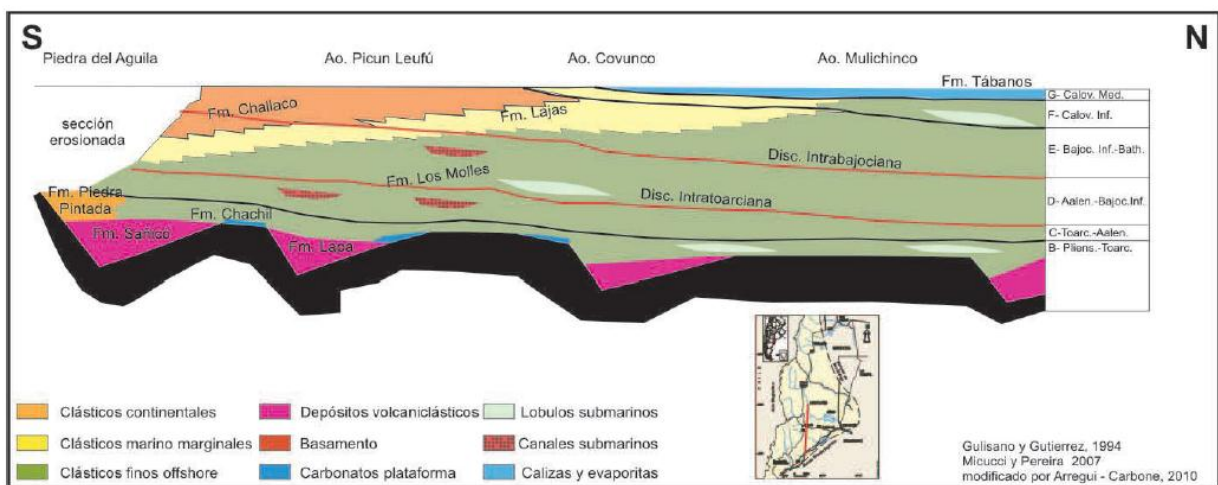 S
N
Piedra del Aguila
Ao. Picun Leufú
Ao. Covunco
Ao. Mulichinco
Fm. Tábanos
G- Calov. Med.
Fm. Challaco
Fm. Lajas
F- Calov. Inf.
sección
erosionada
Disc. Intrabajociana
E- Bajoc. Inf.-Bath.
Fm. Los Molles
Fm. Piedra
Pintada
Disc. Intratoarciana
D- Aalen.-Bajoc.Inf.
Fm. Chachil
Fm. Sañico
C-Toarc.-Aalen.
Fm. Lapa
B- Pliens.-Toarc.
Clásticos continentales
Depósitos volcaniclásticos
Lobulos submarinos
Clásticos marino marginales
Basamento
Canales submarinos
Clásticos finos offshore
Carbonatos plataforma
Calizas y evaporitas
Gulisano y Gutierrez, 1994
Micucci y Pereira 2007
modificado por Arregui - Carbone, 2010